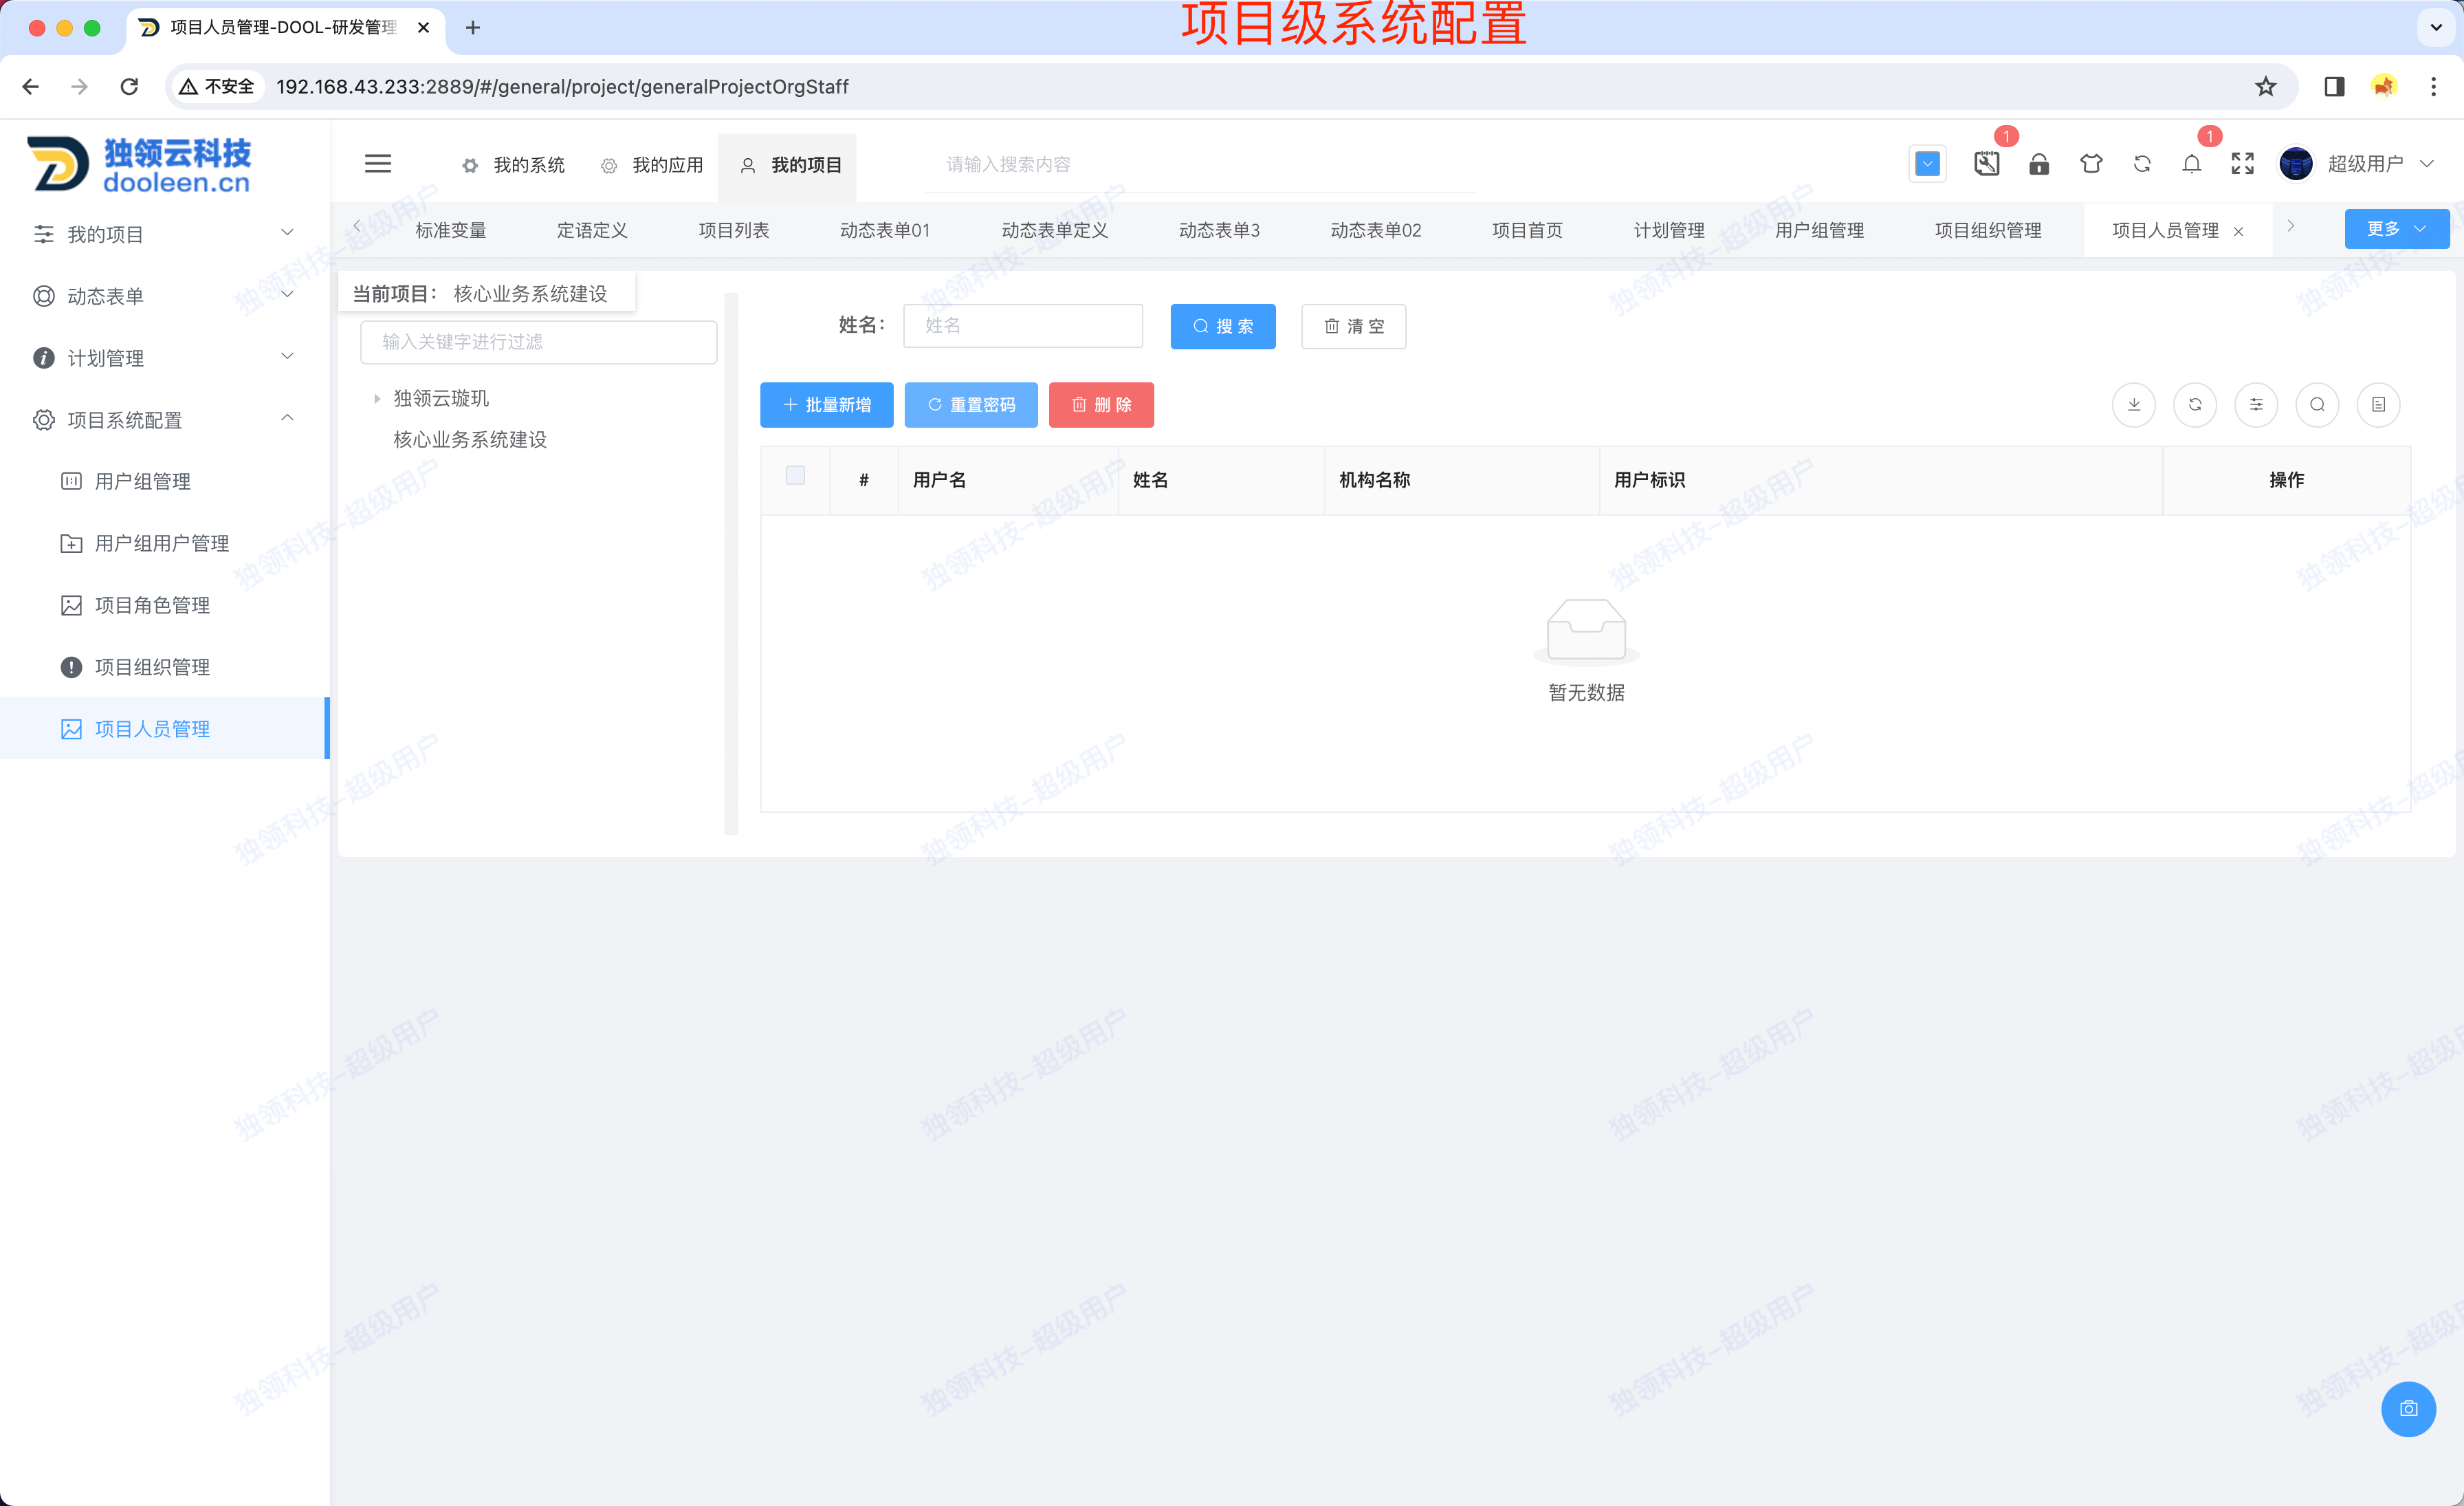 项目级系统配置
项目人员管理-DOOL-研发管理
不安全 192.168.43.233:2889/#/general/project/generalProjectOrgStaff
独领云科技
dooleen.cn
我的系统 我的应用 我的项目 请输入搜索内容 1 1 超级用户
标准变量 定语定义 项目列表 动态表单01 动态表单定义 动态表单3 动态表单02 项目首页 计划管理 用户组管理 项目组织管理 项目人员管理 更多
我的项目
动态表单
计划管理
项目系统配置
用户组管理
用户组用户管理
项目角色管理
项目组织管理
项目人员管理
当前项目： 核心业务系统建设
输入关键字进行过滤
独领云璇玑
核心业务系统建设
姓名： 姓名 搜 索 清 空
批量新增 重置密码 删 除
# 用户名 姓名 机构名称 用户标识 操作
暂无数据
独领科技-超级用户